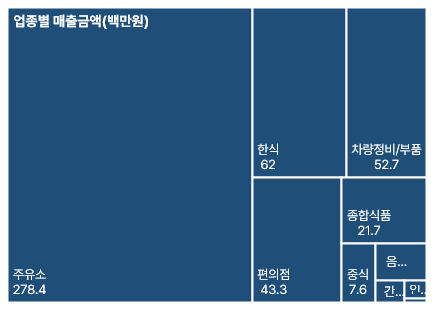 업종별 매출금액(백만원)
한식
62
차량정비/부품
52.7
주유소
278.4
편의점
43.3
종합식품
21.7
중식
7.6
음...
간...
인...